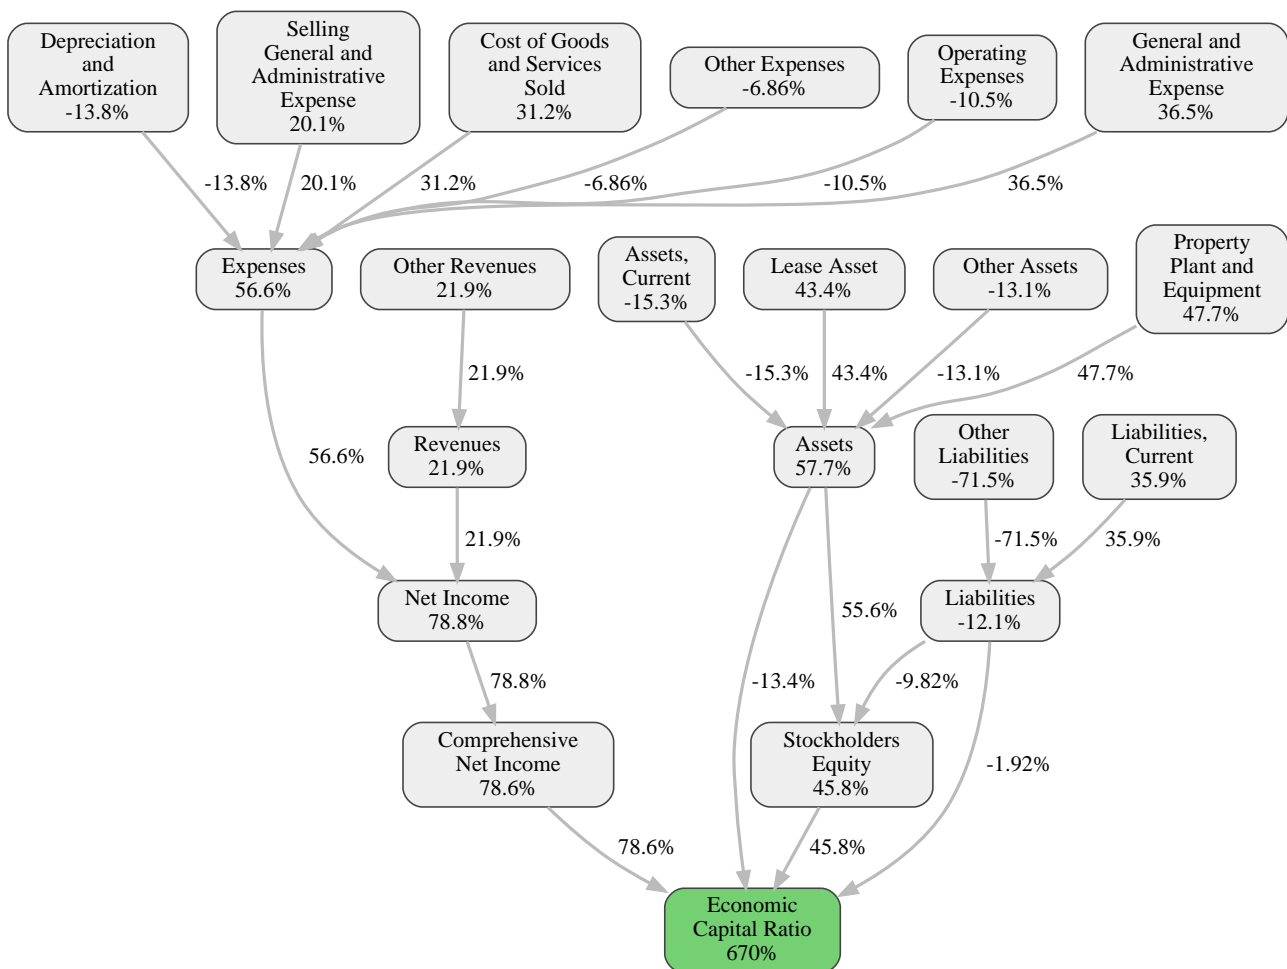 Depreciation
and
Amortization
-13.8%
Selling
General and
Administrative
Expense
20.1%
Cost of Goods
and Services
Sold
31.2%
Other Expenses
-6.86%
Operating
Expenses
-10.5%
General and
Administrative
Expense
36.5%
-13.8%
20.1%
31.2%
-6.86%
-10.5%
36.5%
Expenses
56.6%
Other Revenues
21.9%
Assets,
Current
-15.3%
Lease Asset
43.4%
Other Assets
-13.1%
Property
Plant and
Equipment
47.7%
21.9%
-15.3%
43.4%
-13.1%
47.7%
56.6%
Revenues
21.9%
Assets
57.7%
Other
Liabilities
-71.5%
Liabilities,
Current
35.9%
21.9%
-71.5%
35.9%
Net Income
78.8%
55.6%
Liabilities
-12.1%
78.8%
-13.4%
-9.82%
Comprehensive
Net Income
78.6%
Stockholders
Equity
45.8%
-1.92%
78.6%
45.8%
Economic
Capital Ratio
670%